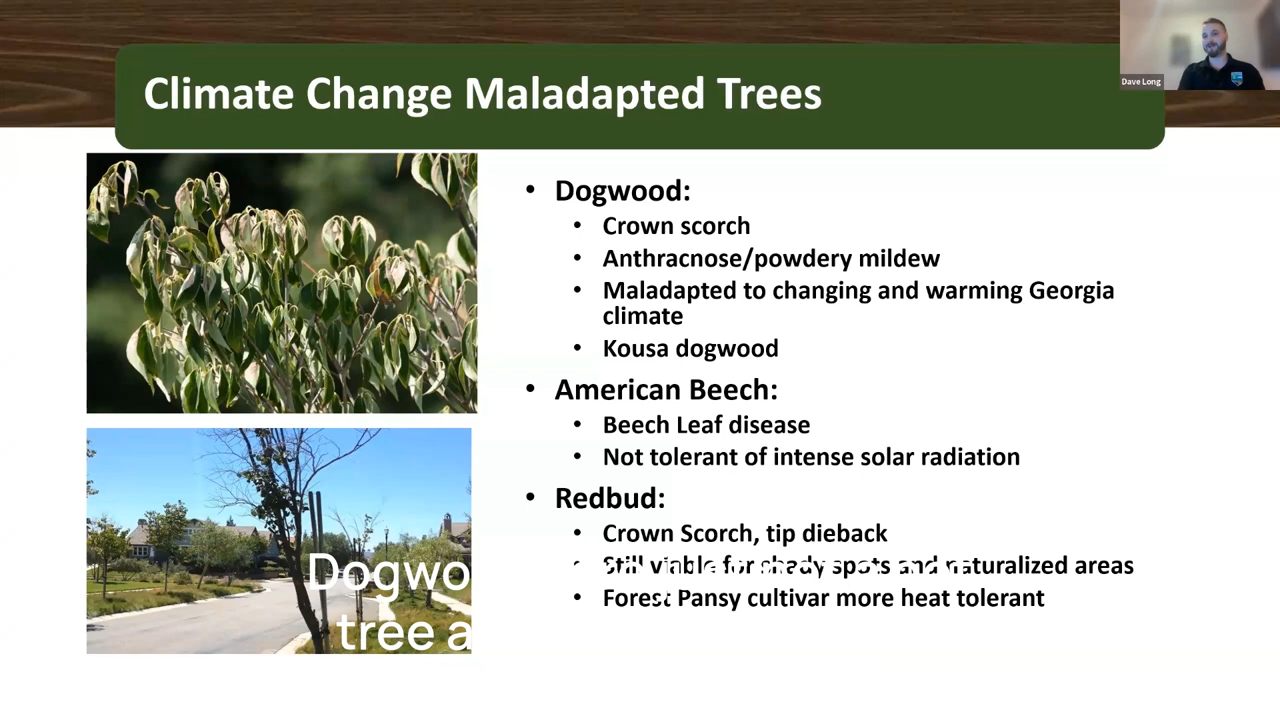 Climate Change Maladapted Trees
Dave Long
• Dogwood:
• Crown scorch
• Anthracnose/powdery mildew
• Maladapted to changing and warming Georgia
climate
• Kousa dogwood
• American Beech:
• Beech Leaf disease
• Not tolerant of intense solar radiation
• Redbud:
• Crown Scorch, tip dieback
• Still viable for shady spots and naturalized areas
• Forest Pansy cultivar more heat tolerant
Dogwo
tree a